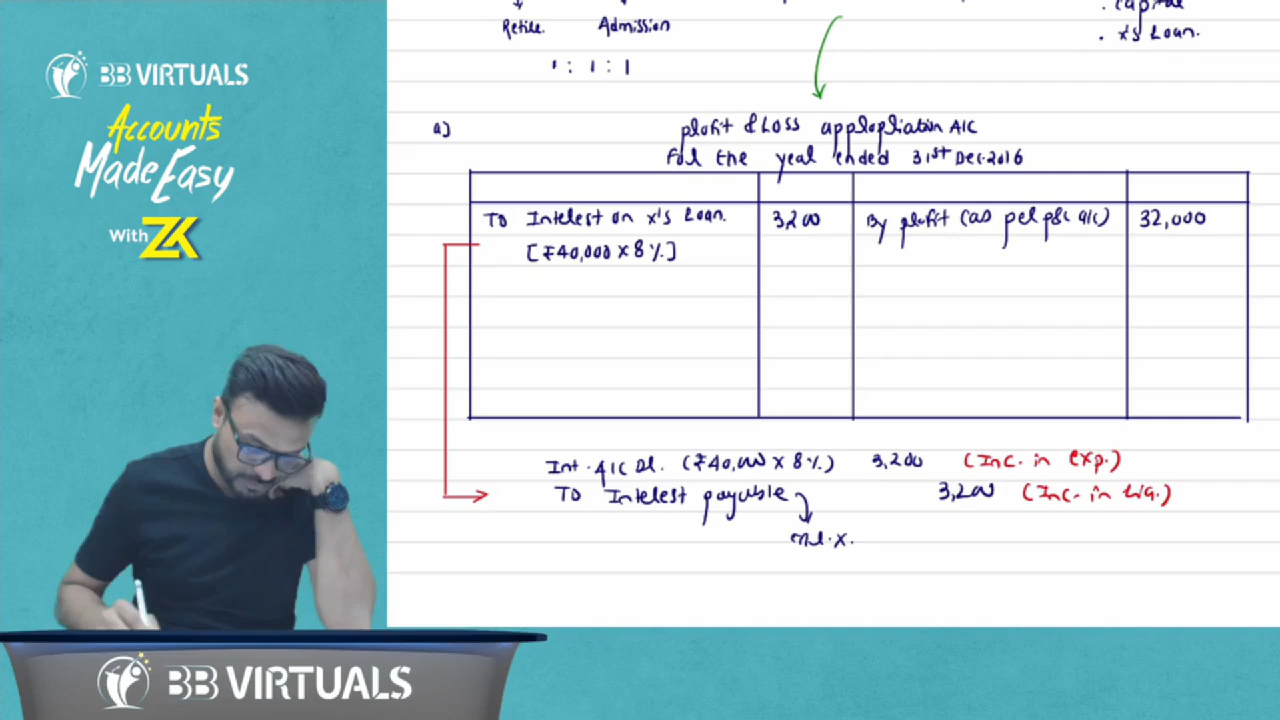 Retire.
Admission
. capital
. x's Loan.
1 : 1 : 1
BB VIRTUALS
Accounts
Made Easy
With ZK
a)
profit & Loss appropriation A/C
For the year ended 31st Dec. 2016
To Interest on x's Loan.
3,200
By profit (as per p&L a/c)
32,000
[₹40,000 x 8%]
Int. A/C Dr. (₹40,000 x 8%) 3,200 (Inc. in exp.)
To Interest payable 3,200 (Inc. in Lia.)
BB VIRTUALS